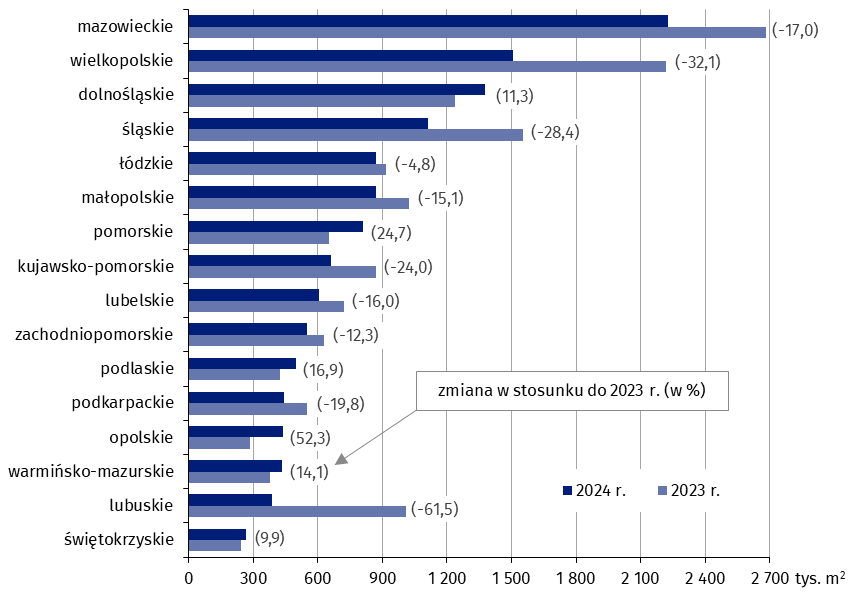 mazowieckie (-17,0)
wielkopolskie (-32,1)
dolnośląskie (11,3)
śląskie (-28,4)
łódzkie (-4,8)
małopolskie (-15,1)
pomorskie (24,7)
kujawsko-pomorskie (-24,0)
lubelskie (-16,0)
zachodniopomorskie (-12,3)
podlaskie (16,9)
zmiana w stosunku do 2023 r. (w %)
podkarpackie (-19,8)
opolskie (52,3)
warmińsko-mazurskie (14,1)
2024 r. 2023 r.
lubuskie (-61,5)
świętokrzyskie (9,9)
0 300 600 900 1 200 1 500 1 800 2 100 2 400 2 700 tys. m²